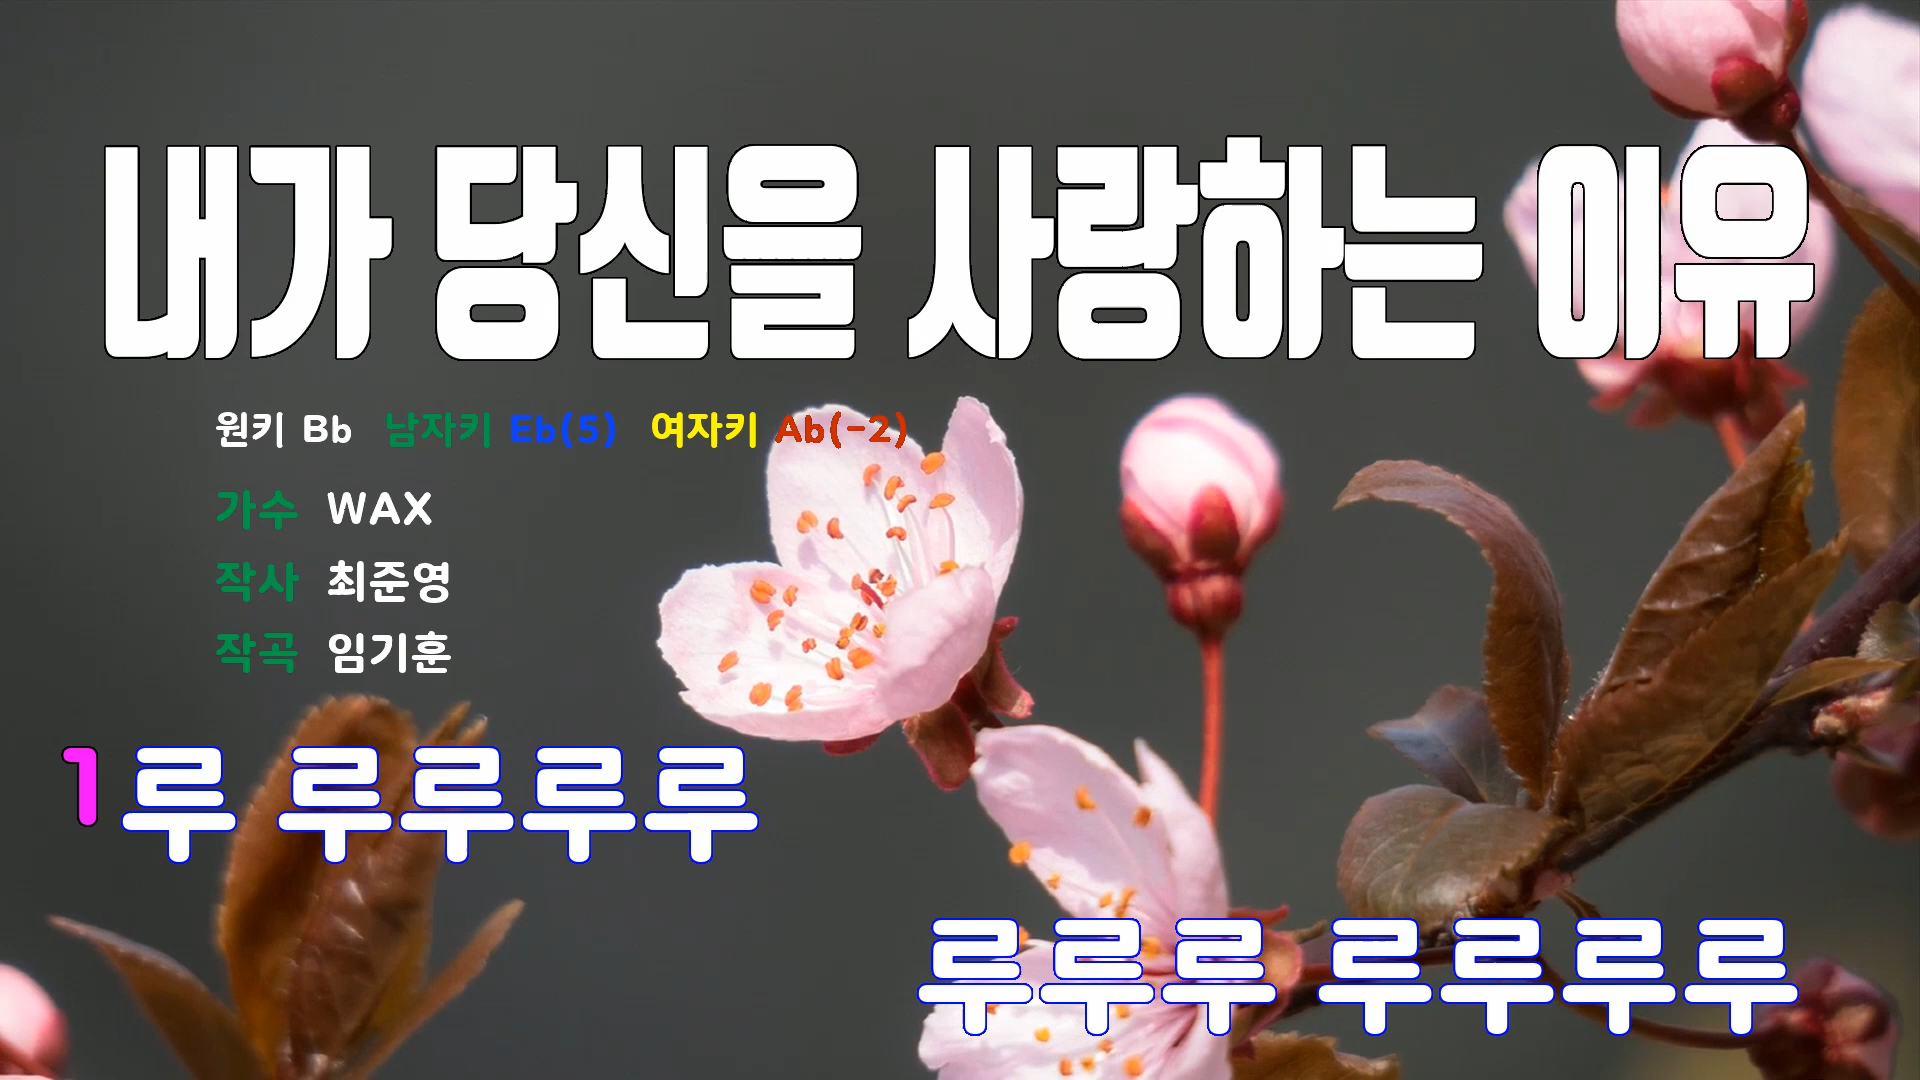 내가 당신을 사랑하는 이유
원키 Bb 남자키 Eb(5) 여자키 Ab(-2)
가수 WAX
작사 최준영
작곡 임기훈
1 루 루루루루
루루루 루루루루